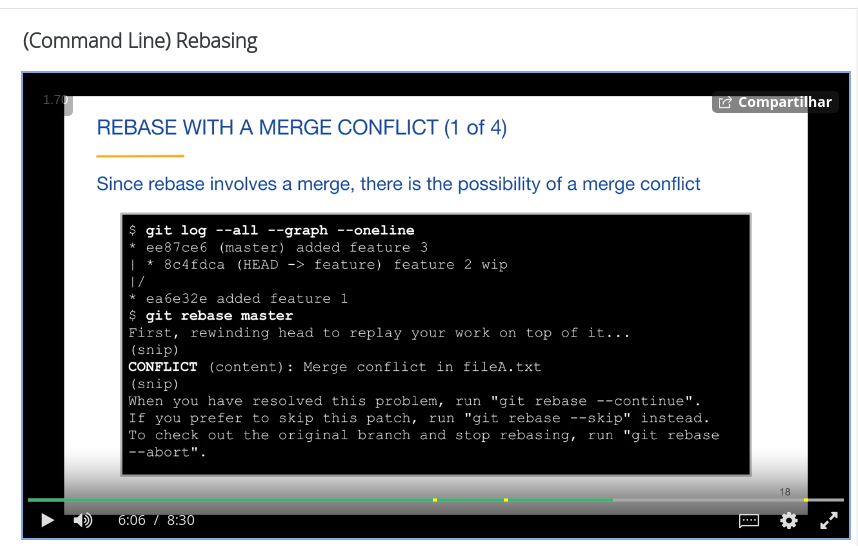 (Command Line) Rebasing
1.70
Compartilhar
REBASE WITH A MERGE CONFLICT (1 of 4)
Since rebase involves a merge, there is the possibility of a merge conflict
$ git log --all --graph --oneline
* ee87ce6 (master) added feature 3
| * 8c4fdca (HEAD -> feature) feature 2 wip
|/
* ea6e32e added feature 1
$ git rebase master
First, rewinding head to replay your work on top of it...
(snip)
CONFLICT (content): Merge conflict in fileA.txt
(snip)
When you have resolved this problem, run "git rebase --continue".
If you prefer to skip this patch, run "git rebase --skip" instead.
To check out the original branch and stop rebasing, run "git rebase
--abort".
18
6:06 / 8:30